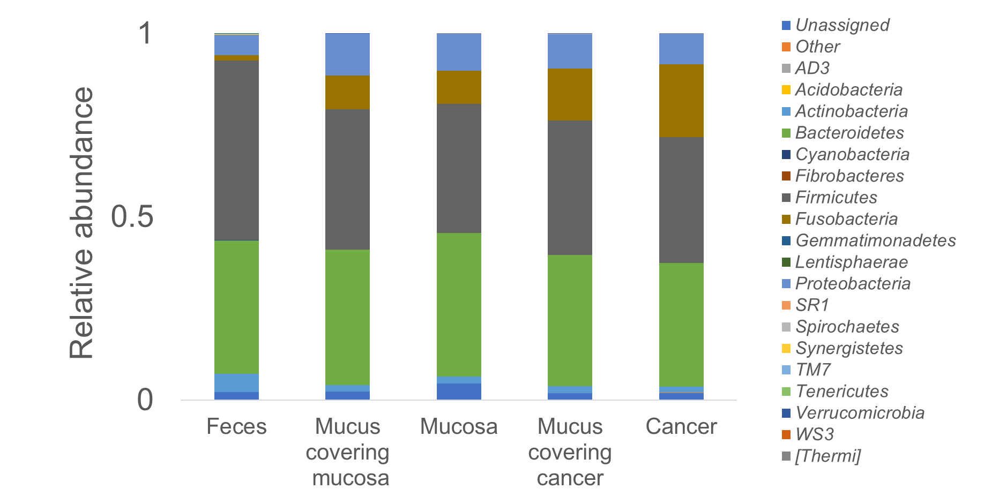 Relative abundance
1
0.5
0
Feces
Mucus
covering
mucosa
Mucosa
Mucus
covering
cancer
Cancer
Unassigned
Other
AD3
Acidobacteria
Actinobacteria
Bacteroidetes
Cyanobacteria
Fibrobacteres
Firmicutes
Fusobacteria
Gemmatimonadetes
Lentisphaerae
Proteobacteria
SR1
Spirochaetes
Synergistetes
TM7
Tenericutes
Verrucomicrobia
WS3
[Thermi]